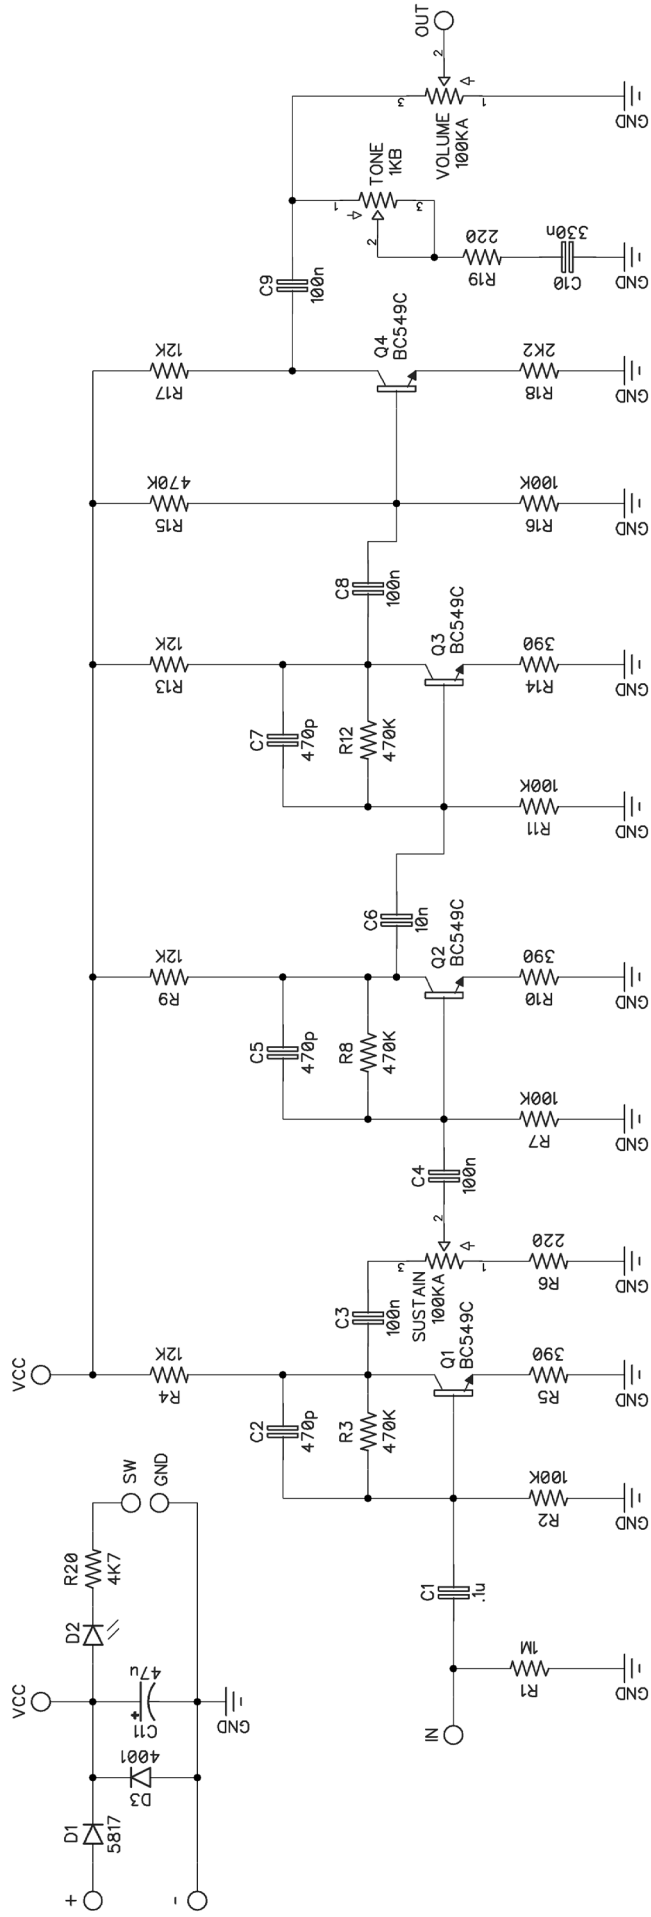 VCC
+
-
D1
5817
D3
4001
C11
+
47u
GND
D2
R20
4K7
SW
GND
VCC
IN
R1
1M
GND
C1
.1u
R2
100K
GND
C2
470p
R3
470K
R4
12K
Q1
BC549C
R5
390
GND
C3
100n
SUSTAIN
100KA
3
2
1
R6
220
GND
C4
100n
R7
100K
GND
C5
470p
R8
470K
R9
12K
Q2
BC549C
R10
390
GND
C6
10n
R11
100K
GND
C7
470p
R12
470K
R13
12K
Q3
BC549C
R14
390
GND
C8
100n
R15
470K
R16
100K
GND
R17
12K
Q4
BC549C
R18
2K2
GND
C9
100n
TONE
1KB
1
2
3
R19
220
C10
330n
GND
VOLUME
100KA
3
2
1
GND
OUT